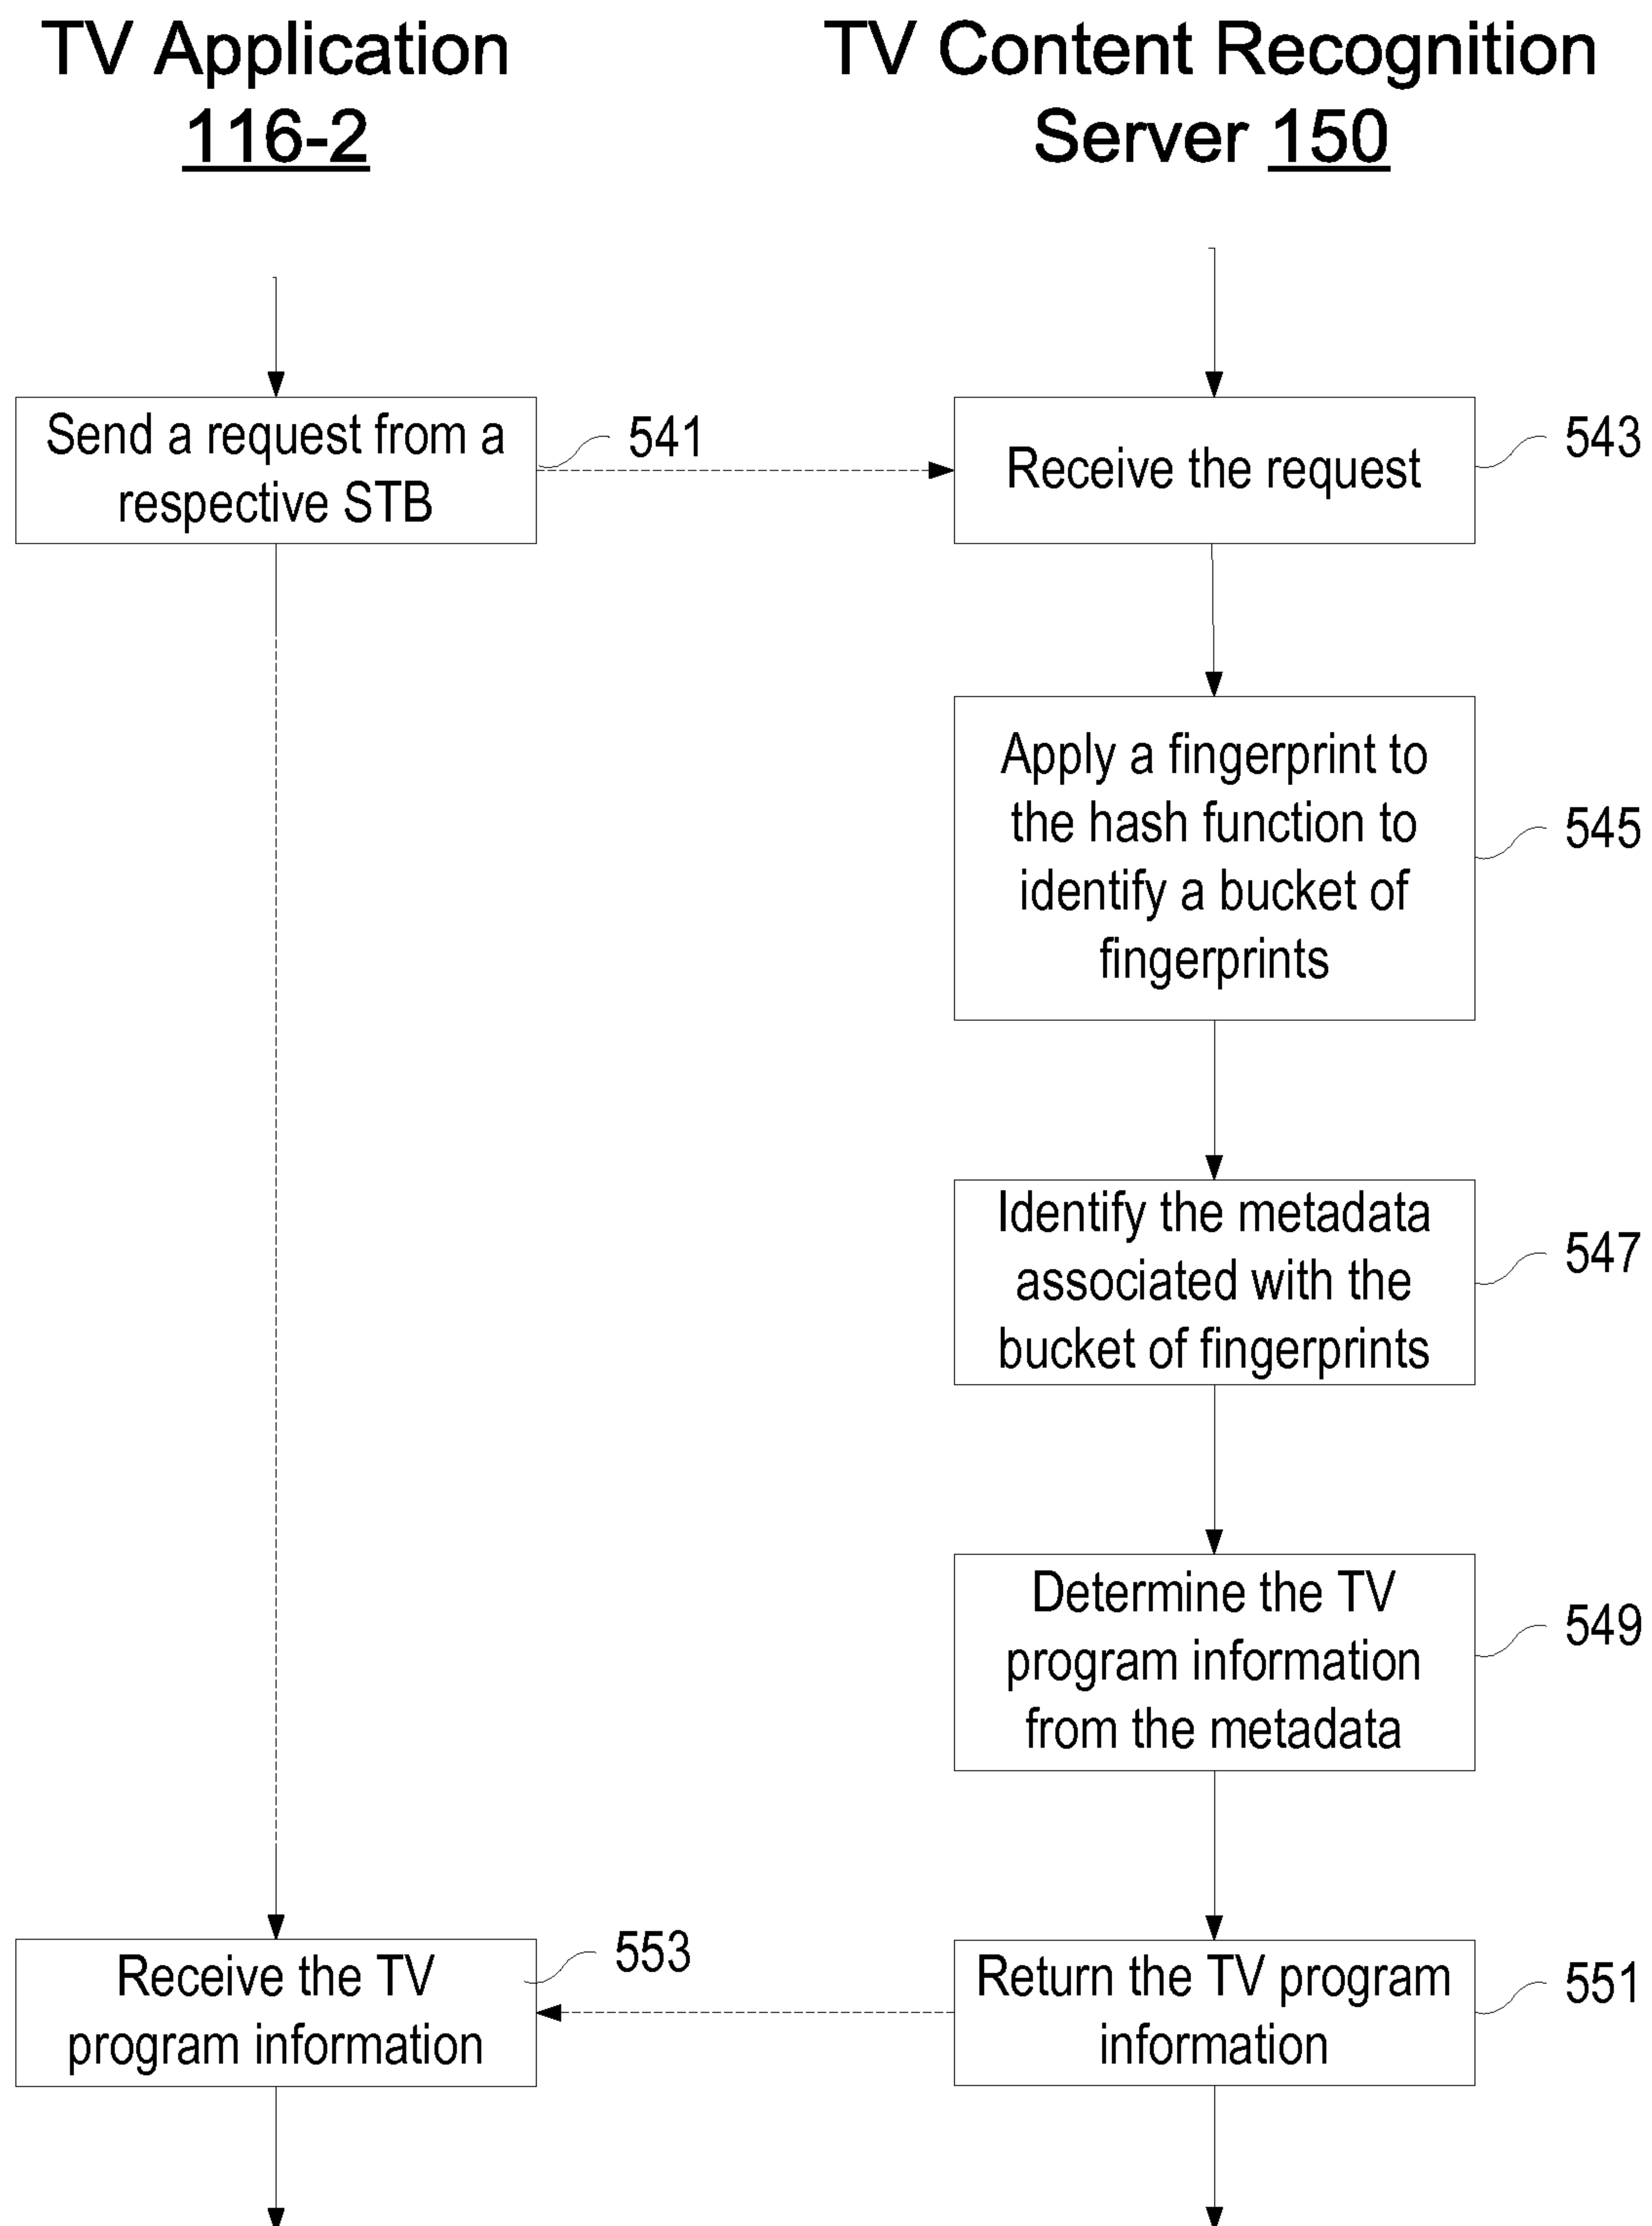 TV Application
116-2
TV Content Recognition
Server 150
Send a request from a
respective STB
541
Receive the request
543
Apply a fingerprint to
the hash function to
identify a bucket of
fingerprints
545
Identify the metadata
associated with the
bucket of fingerprints
547
Determine the TV
program information
from the metadata
549
Receive the TV
program information
553
Return the TV program
information
551